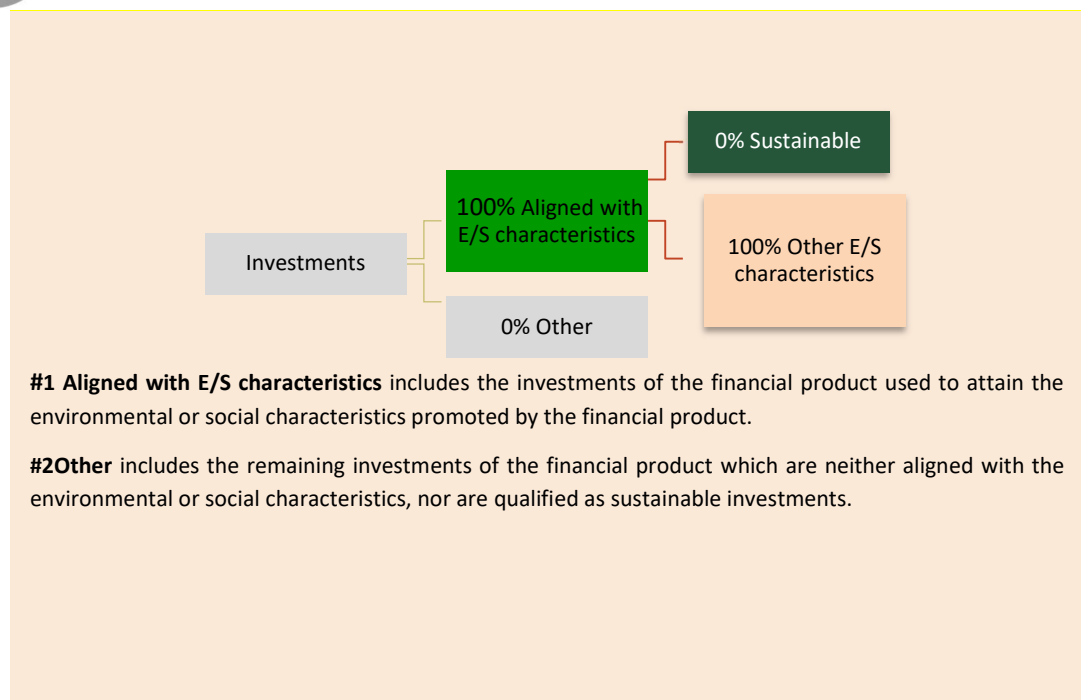 0% Sustainable
100% Aligned with
E/S characteristics
100% Other E/S
characteristics
Investments
0% Other
#1 Aligned with E/S characteristics includes the investments of the financial product used to attain the
environmental or social characteristics promoted by the financial product.
#2Other includes the remaining investments of the financial product which are neither aligned with the
environmental or social characteristics, nor are qualified as sustainable investments.